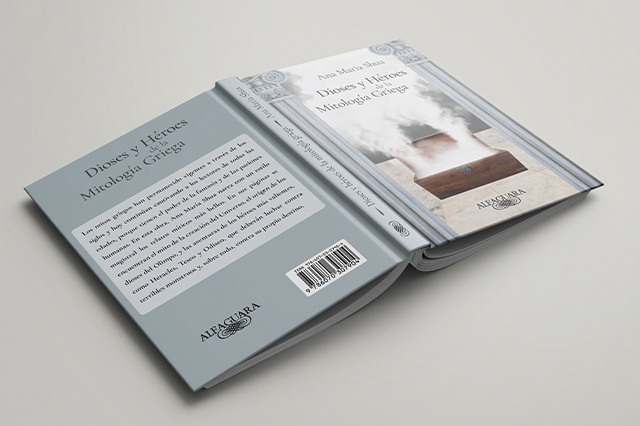 Dioses y Héroes
de la
Mitología Griega
Los mitos griegos han permanecido a través de los
siglos y hoy continúan cautivando a los lectores de todas las
edades, porque tienen el poder de la fantasía y de las pasiones
humanas. En esta obra, Ana María Shua narra con un estilo
magistral los relatos míticos más bellos. En sus páginas se
encuentran el mito de la creación del Universo, el origen de los
dioses del Olimpo, y las aventuras de los héroes más valientes,
como Heracles, Teseo y Odiseo, que deberán luchar contra
terribles monstruos y, sobre todo, contra su propio destino.
ALFAGUARA
Ana María Shua — Dioses y héroes de la mitología griega
Ana María Shua
Dioses y Héroes
de la
Mitología Griega
ALFAGUARA